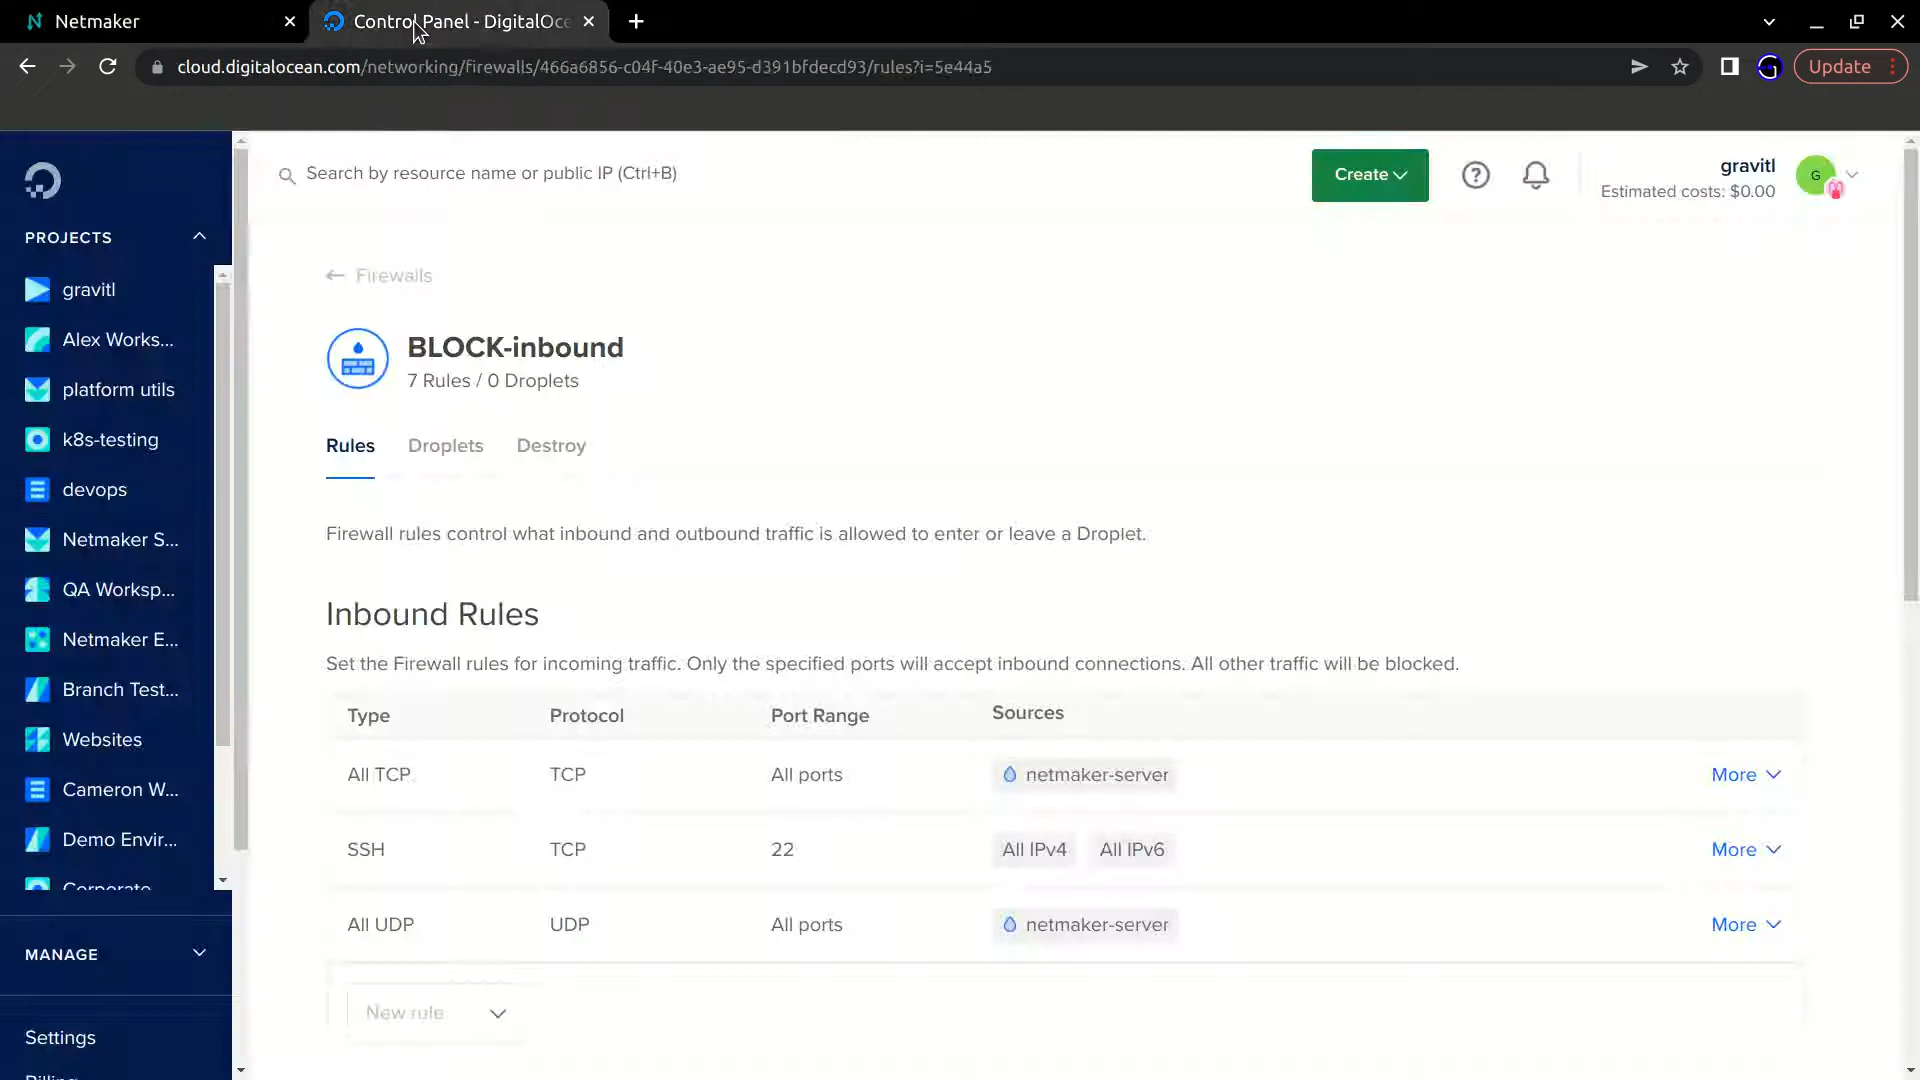 Netmaker
Control Panel - DigitalOce
cloud.digitalocean.com/networking/firewalls/466a6856-c04f-40e3-ae95-d391bfdecd93/rules?i=5e44a5
Update
Search by resource name or public IP (Ctrl+B)
Create
gravitl
Estimated costs: $0.00
G
PROJECTS
gravitl
Alex Works...
platform utils
k8s-testing
devops
Netmaker S...
QA Worksp...
Netmaker E...
Branch Test...
Websites
Cameron W...
Demo Envir...
Corporate
MANAGE
Settings
Billing
Firewalls
BLOCK-inbound
7 Rules / 0 Droplets
Rules Droplets Destroy
Firewall rules control what inbound and outbound traffic is allowed to enter or leave a Droplet.
Inbound Rules
Set the Firewall rules for incoming traffic. Only the specified ports will accept inbound connections. All other traffic will be blocked.
Type Protocol Port Range Sources
All TCP TCP All ports netmaker-server More
SSH TCP 22 All IPv4 All IPv6 More
All UDP UDP All ports netmaker-server More
New rule